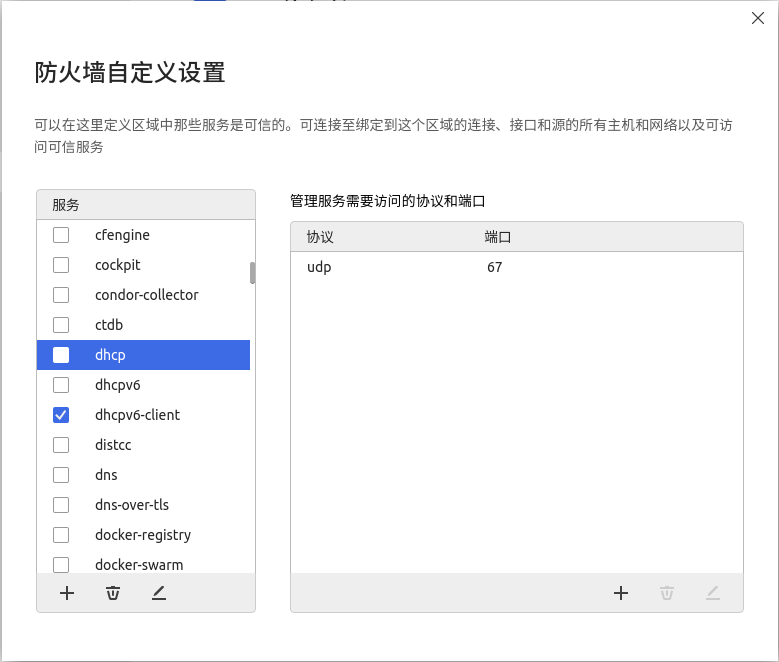 防火墙自定义设置
可以在这里定义区域中那些服务是可信的。可连接至绑定到这个区域的连接、接口和源的所有主机和网络以及可访
问可信服务
服务
cfengine
cockpit
condor-collector
ctdb
dhcp
dhcpv6
dhcpv6-client
distcc
dns
dns-over-tls
docker-registry
docker-swarm
管理服务需要访问的协议和端口
协议 端口
udp 67